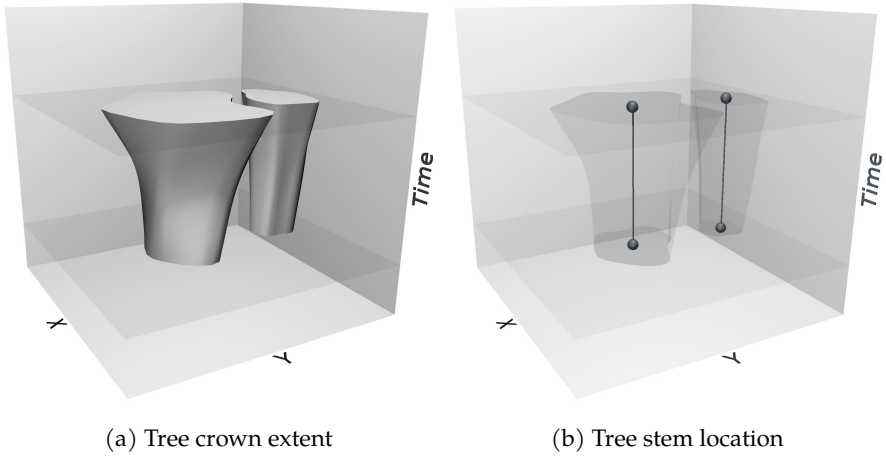 Time
X
Y
Time
X
Y
(a) Tree crown extent
(b) Tree stem location